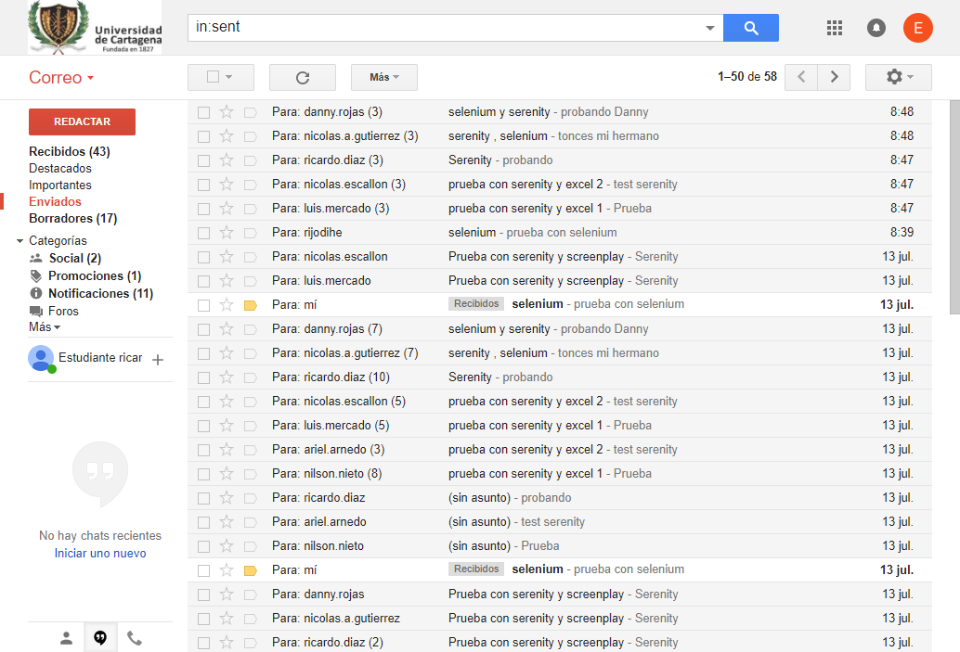 Universidad
de Cartagena
Fundada en 1827
in:sent
E
Correo
Más
1–50 de 58
REDACTAR
Recibidos (43)
Destacados
Importantes
Enviados
Borradores (17)
Categorías
Social (2)
Promociones (1)
Notificaciones (11)
Foros
Más
Estudiante ricar
No hay chats recientes
Iniciar uno nuevo
Para: danny.rojas (3) selenium y serenity - probando Danny 8:48
Para: nicolas.a.gutierrez (3) serenity , selenium - tonces mi hermano 8:48
Para: ricardo.diaz (3) Serenity - probando 8:47
Para: nicolas.escallon (3) prueba con serenity y excel 2 - test serenity 8:47
Para: luis.mercado (3) prueba con serenity y excel 1 - Prueba 8:47
Para: rijodihe selenium - prueba con selenium 8:39
Para: nicolas.escallon Prueba con serenity y screenplay - Serenity 13 jul.
Para: luis.mercado Prueba con serenity y screenplay - Serenity 13 jul.
Para: mí Recibidos selenium - prueba con selenium 13 jul.
Para: danny.rojas (7) selenium y serenity - probando Danny 13 jul.
Para: nicolas.a.gutierrez (7) serenity , selenium - tonces mi hermano 13 jul.
Para: ricardo.diaz (10) Serenity - probando 13 jul.
Para: nicolas.escallon (5) prueba con serenity y excel 2 - test serenity 13 jul.
Para: luis.mercado (5) prueba con serenity y excel 1 - Prueba 13 jul.
Para: ariel.arnedo (3) prueba con serenity y excel 2 - test serenity 13 jul.
Para: nilson.nieto (8) prueba con serenity y excel 1 - Prueba 13 jul.
Para: ricardo.diaz (sin asunto) - probando 13 jul.
Para: ariel.arnedo (sin asunto) - test serenity 13 jul.
Para: nilson.nieto (sin asunto) - Prueba 13 jul.
Para: mí Recibidos selenium - prueba con selenium 13 jul.
Para: danny.rojas Prueba con serenity y screenplay - Serenity 13 jul.
Para: nicolas.a.gutierrez Prueba con serenity y screenplay - Serenity 13 jul.
Para: ricardo.diaz (2) Prueba con serenity y screenplay - Serenity 13 jul.